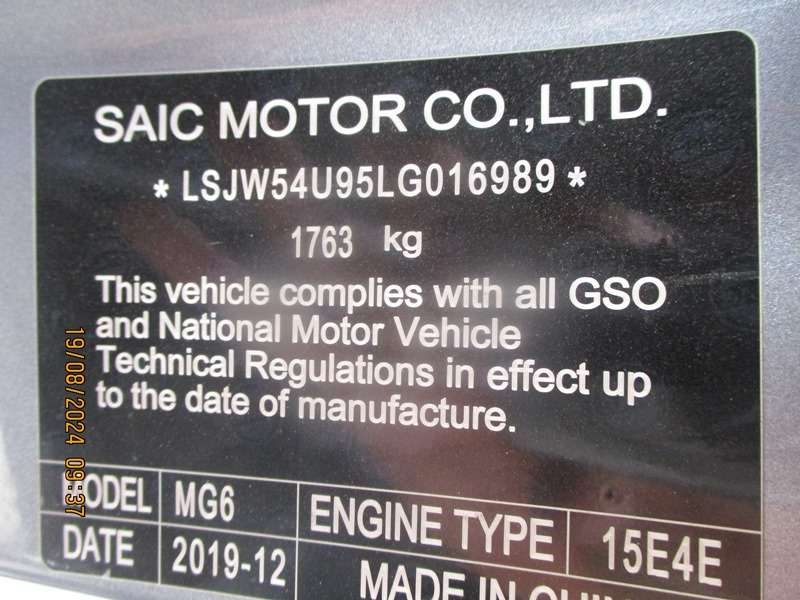 SAIC MOTOR CO.,LTD.
* LSJW54U95LG016989 *
1763 kg
This vehicle complies with all GSO
and National Motor Vehicle
Technical Regulations in effect up
to the date of manufacture.
MODEL MG6 ENGINE TYPE 15E4E
DATE 2019-12 MADE IN
19/08/2024 09:37